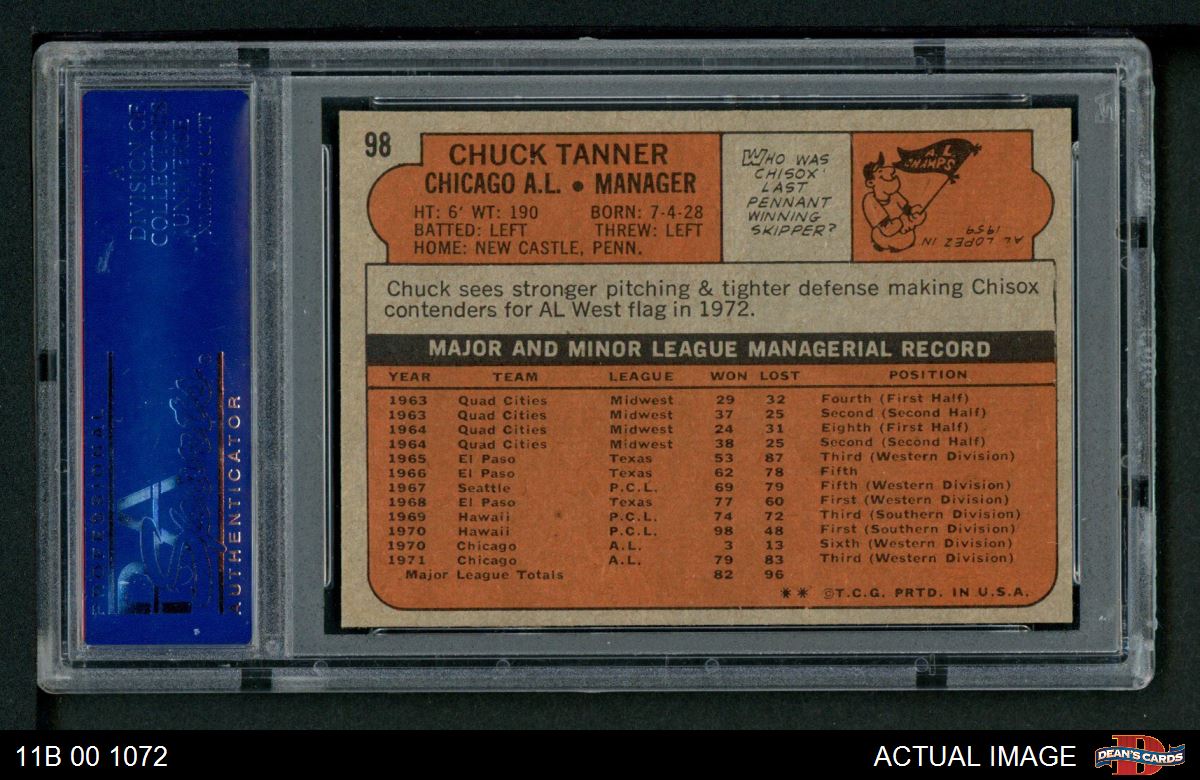 98
CHUCK TANNER
CHICAGO A.L. • MANAGER
HT: 6' WT: 190 BORN: 7-4-28
BATTED: LEFT THREW: LEFT
HOME: NEW CASTLE, PENN.
WHO WAS
CHISOX'
LAST
PENNANT
WINNING
SKIPPER?
A.L.
CHAMPS
AL LOPEZ IN
1959
Chuck sees stronger pitching & tighter defense making Chisox
contenders for AL West flag in 1972.
MAJOR AND MINOR LEAGUE MANAGERIAL RECORD
YEAR TEAM LEAGUE WON LOST POSITION
1963 Quad Cities Midwest 29 32 Fourth (First Half)
1963 Quad Cities Midwest 37 25 Second (Second Half)
1964 Quad Cities Midwest 24 31 Eighth (First Half)
1964 Quad Cities Midwest 38 25 Second (Second Half)
1965 El Paso Texas 53 87 Third (Western Division)
1966 El Paso Texas 62 78 Fifth
1967 Seattle P.C.L. 69 79 Fifth (Western Division)
1968 El Paso Texas 77 60 First (Western Division)
1969 Hawaii P.C.L. 74 72 Third (Southern Division)
1970 Hawaii P.C.L. 98 48 First (Southern Division)
1970 Chicago A.L. 3 13 Sixth (Western Division)
1971 Chicago A.L. 79 83 Third (Western Division)
Major League Totals 82 96
** ©T.C.G. PRTD. IN U.S.A.
DIVISION OF
COLLECTORS
UNIVERSE
PROFESSIONAL
AUTHENTICATOR
11B 00 1072
ACTUAL IMAGE
D
DEAN'S CARDS